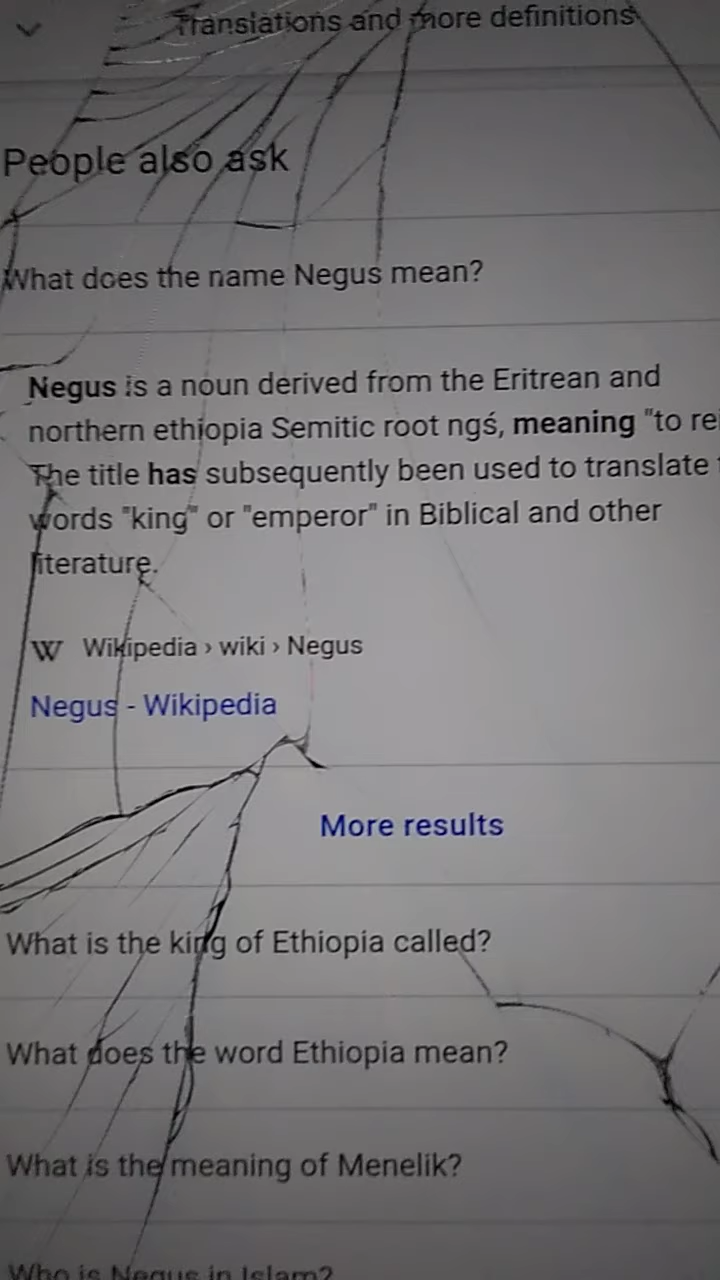 Translations and more definitions
People also ask
What does the name Negus mean?
Negus is a noun derived from the Eritrean and
northern ethiopia Semitic root ngś, meaning "to re
The title has subsequently been used to translate
words "king" or "emperor" in Biblical and other
literature.
W Wikipedia › wiki › Negus
Negus - Wikipedia
More results
What is the king of Ethiopia called?
What does the word Ethiopia mean?
What is the meaning of Menelik?
Who is Negus in Islam?